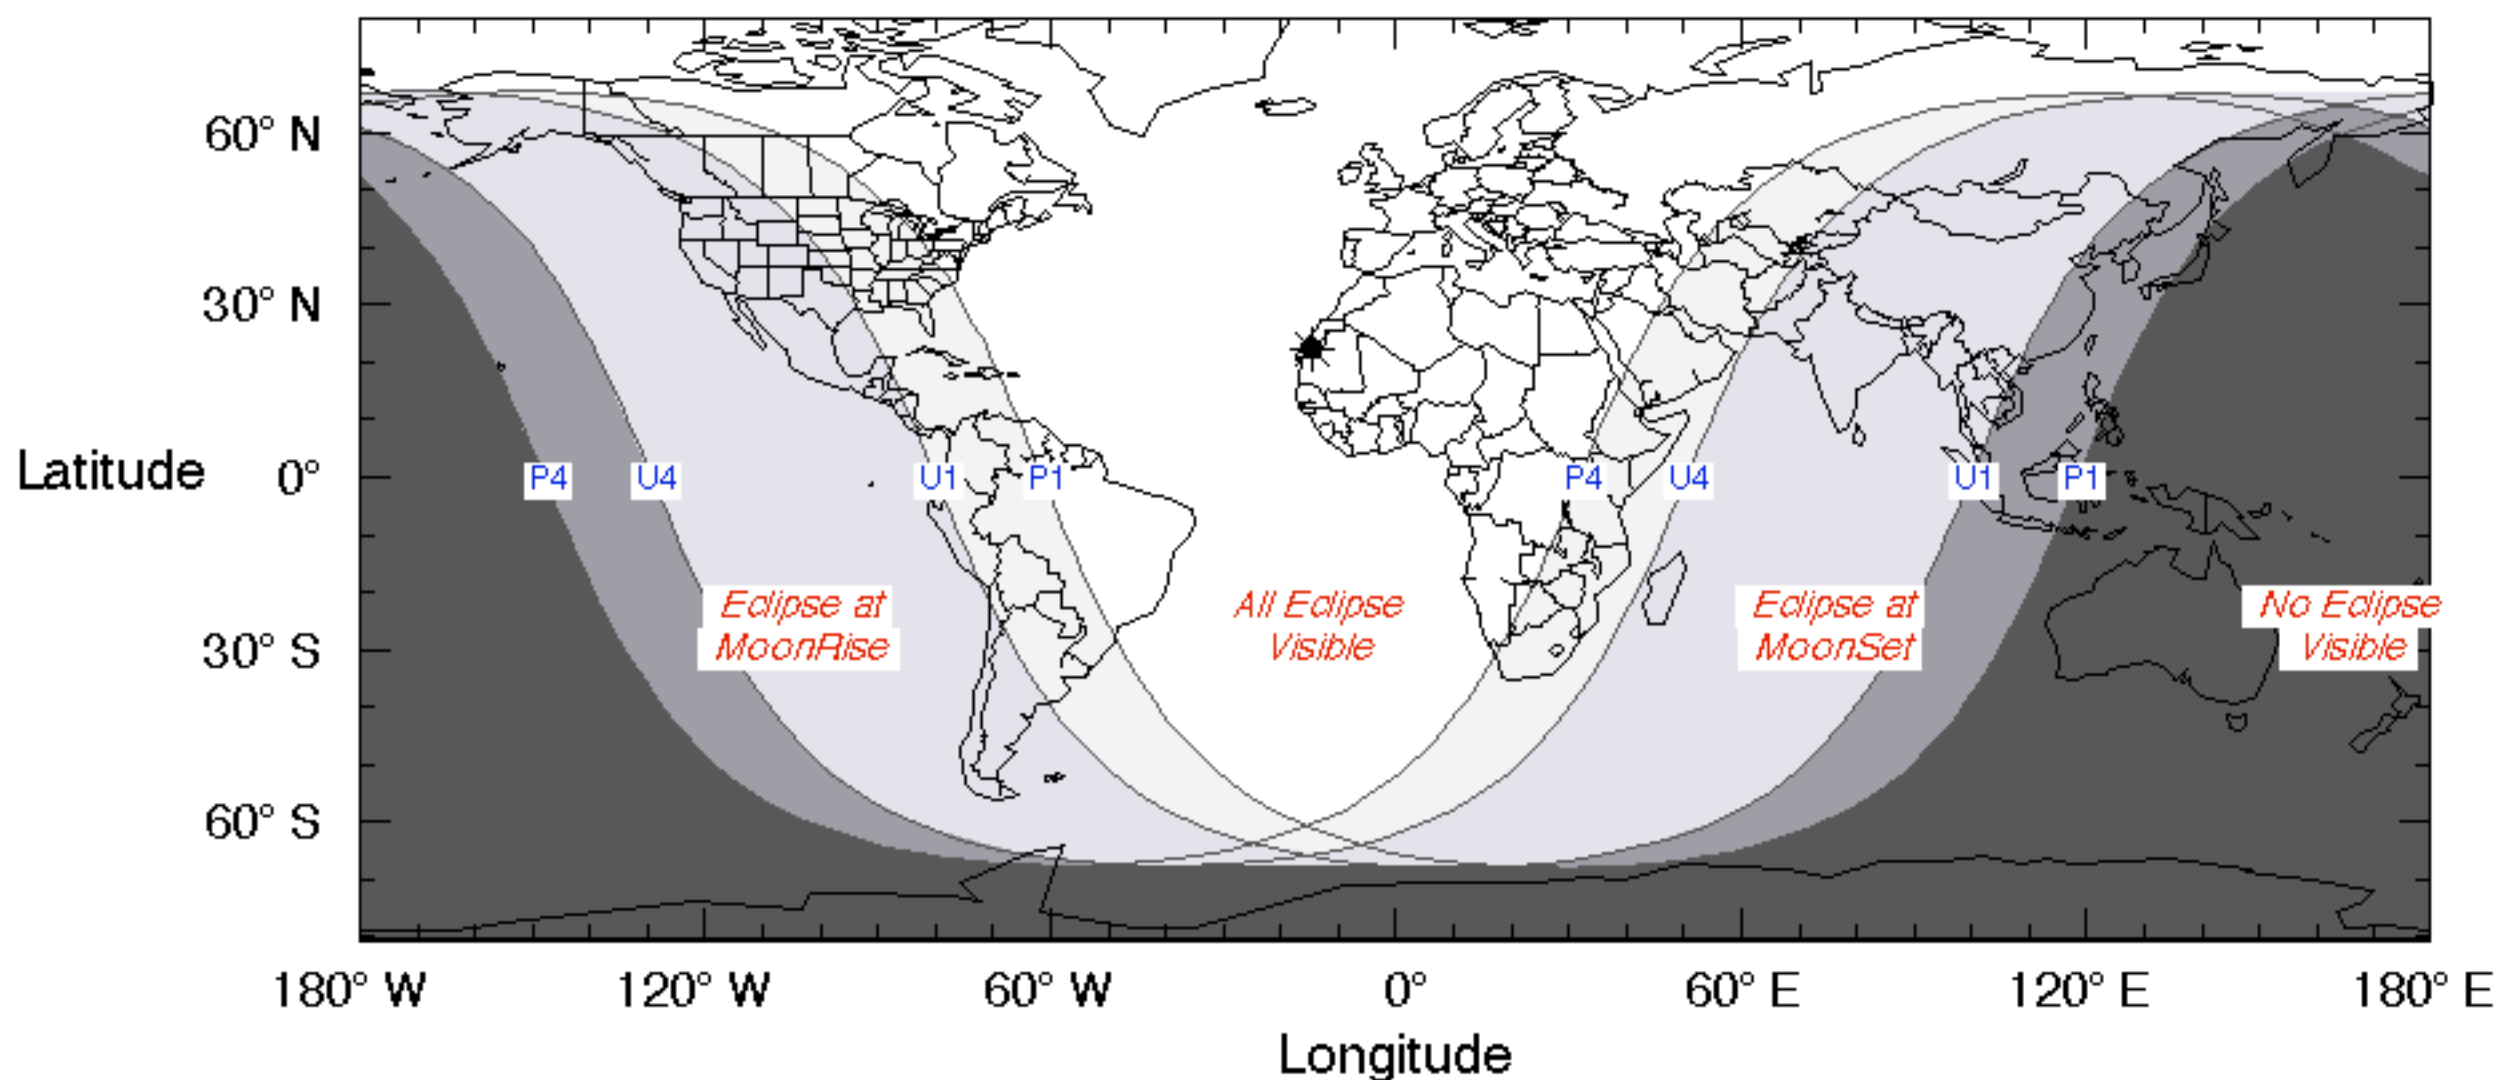 60° N
30° N
Latitude 0°
P4 U4 U1 P1 P4 U4 U1 P1
Eclipse at
MoonRise
All Eclipse
Visible
Eclipse at
MoonSet
No Eclipse
Visible
30° S
60° S
180° W 120° W 60° W 0° 60° E 120° E 180° E
Longitude